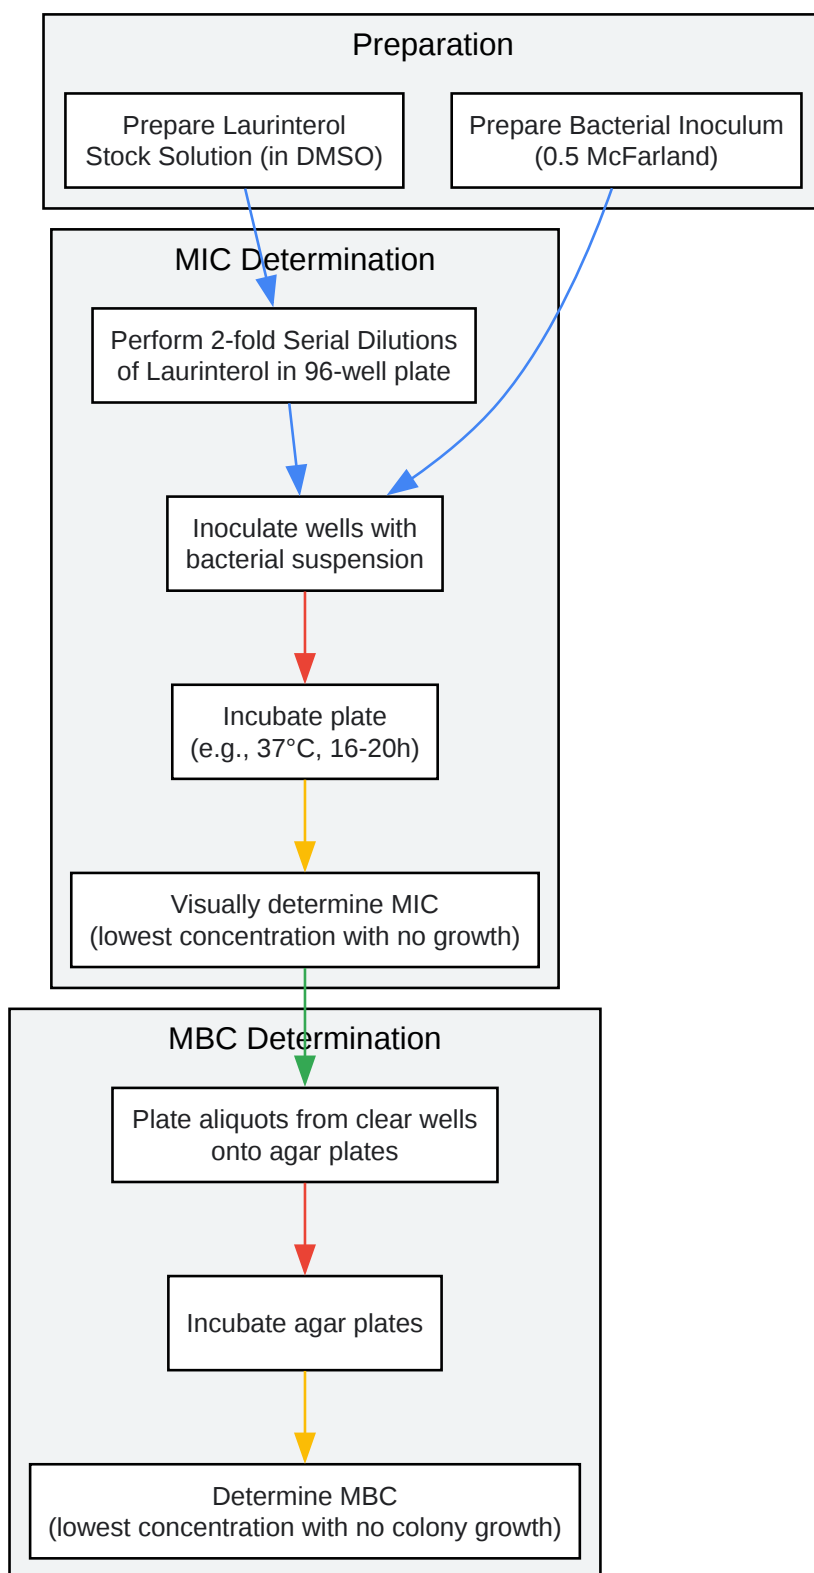 Preparation
Prepare Laurinterol
Stock Solution (in DMSO)
Prepare Bacterial Inoculum
(0.5 McFarland)
MIC Determination
Perform 2-fold Serial Dilutions
of Laurinterol in 96-well plate
Inoculate wells with
bacterial suspension
Incubate plate
(e.g., 37°C, 16-20h)
Visually determine MIC
(lowest concentration with no growth)
MBC Determination
Plate aliquots from clear wells
onto agar plates
Incubate agar plates
Determine MBC
(lowest concentration with no colony growth)